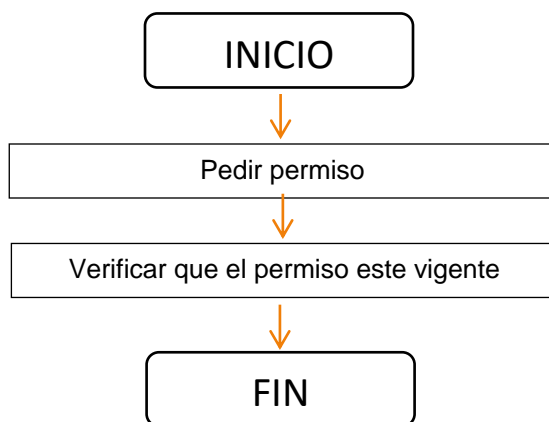 INICIO
Pedir permiso
Verificar que el permiso este vigente
FIN